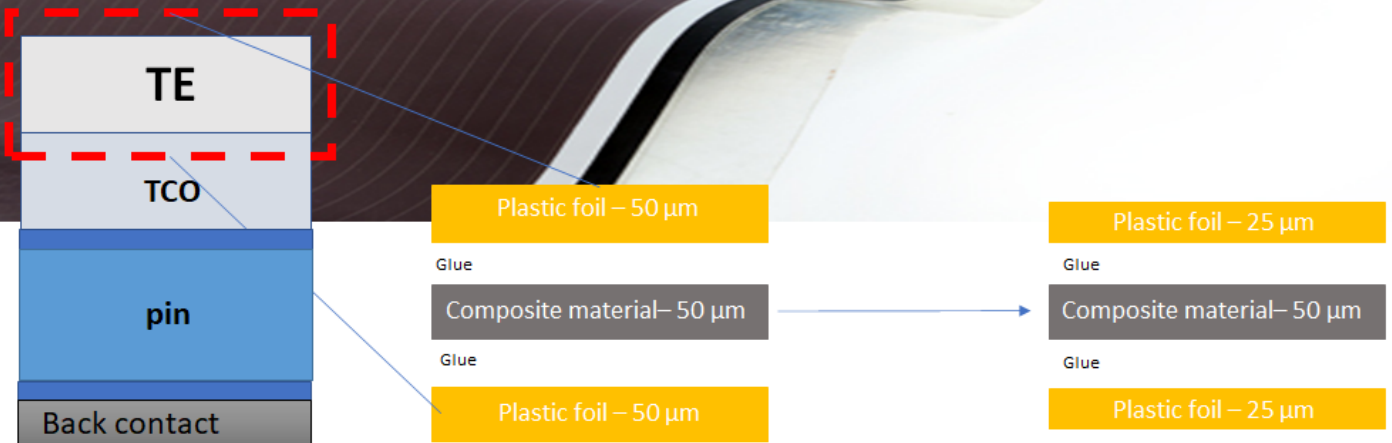 TE
TCO
pin
Back contact
Plastic foil – 50 µm
Glue
Composite material– 50 µm
Glue
Plastic foil – 50 µm
Plastic foil – 25 µm
Glue
Composite material– 50 µm
Glue
Plastic foil – 25 µm